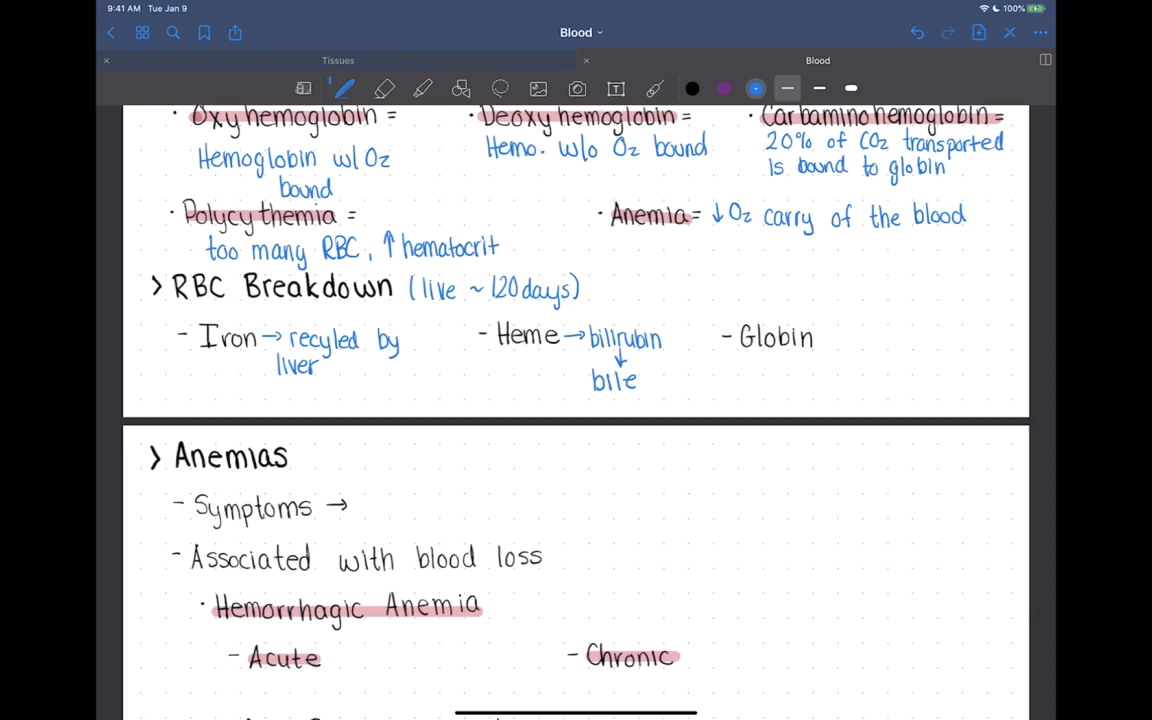 9:41 AM Tue Jan 9
100%
Blood
Tissues
Blood
· Oxyhemoglobin = · Deoxyhemoglobin = · Carbaminohemoglobin =
Hemoglobin w/ O2 Hemo. w/o O2 bound 20% of CO2 transported
bound is bound to globin
· Polycythemia = · Anemia = ↓O2 carry of the blood
too many RBC, ↑ hematocrit
> RBC Breakdown (live ~ 120 days)
- Iron → recyled by - Heme → bilirubin - Globin
liver ↓
bile
> Anemias
- Symptoms →
- Associated with blood loss
· Hemorrhagic Anemia
- Acute - Chronic